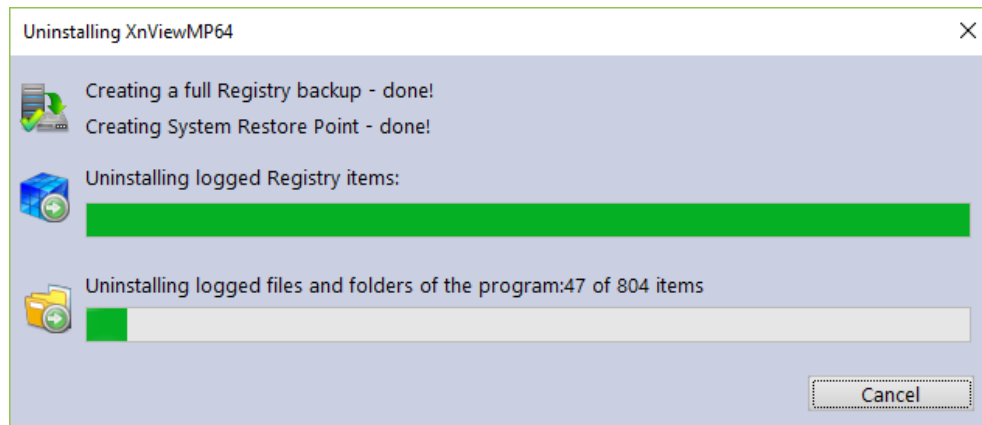 Uninstalling XnViewMP64
Creating a full Registry backup - done!
Creating System Restore Point - done!
Uninstalling logged Registry items:
Uninstalling logged files and folders of the program:47 of 804 items
Cancel